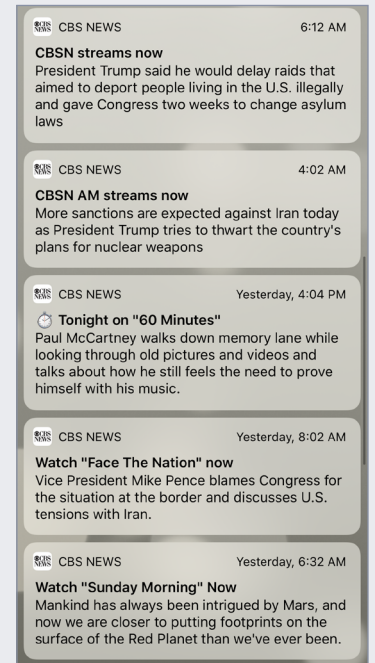 CBS NEWS 6:12 AM
CBSN streams now
President Trump said he would delay raids that
aimed to deport people living in the U.S. illegally
and gave Congress two weeks to change asylum
laws
CBS NEWS 4:02 AM
CBSN AM streams now
More sanctions are expected against Iran today
as President Trump tries to thwart the country's
plans for nuclear weapons
CBS NEWS Yesterday, 4:04 PM
⏱ Tonight on "60 Minutes"
Paul McCartney walks down memory lane while
looking through old pictures and videos and
talks about how he still feels the need to prove
himself with his music.
CBS NEWS Yesterday, 8:02 AM
Watch "Face The Nation" now
Vice President Mike Pence blames Congress for
the situation at the border and discusses U.S.
tensions with Iran.
CBS NEWS Yesterday, 6:32 AM
Watch "Sunday Morning" Now
Mankind has always been intrigued by Mars, and
now we are closer to putting footprints on the
surface of the Red Planet than we've ever been.